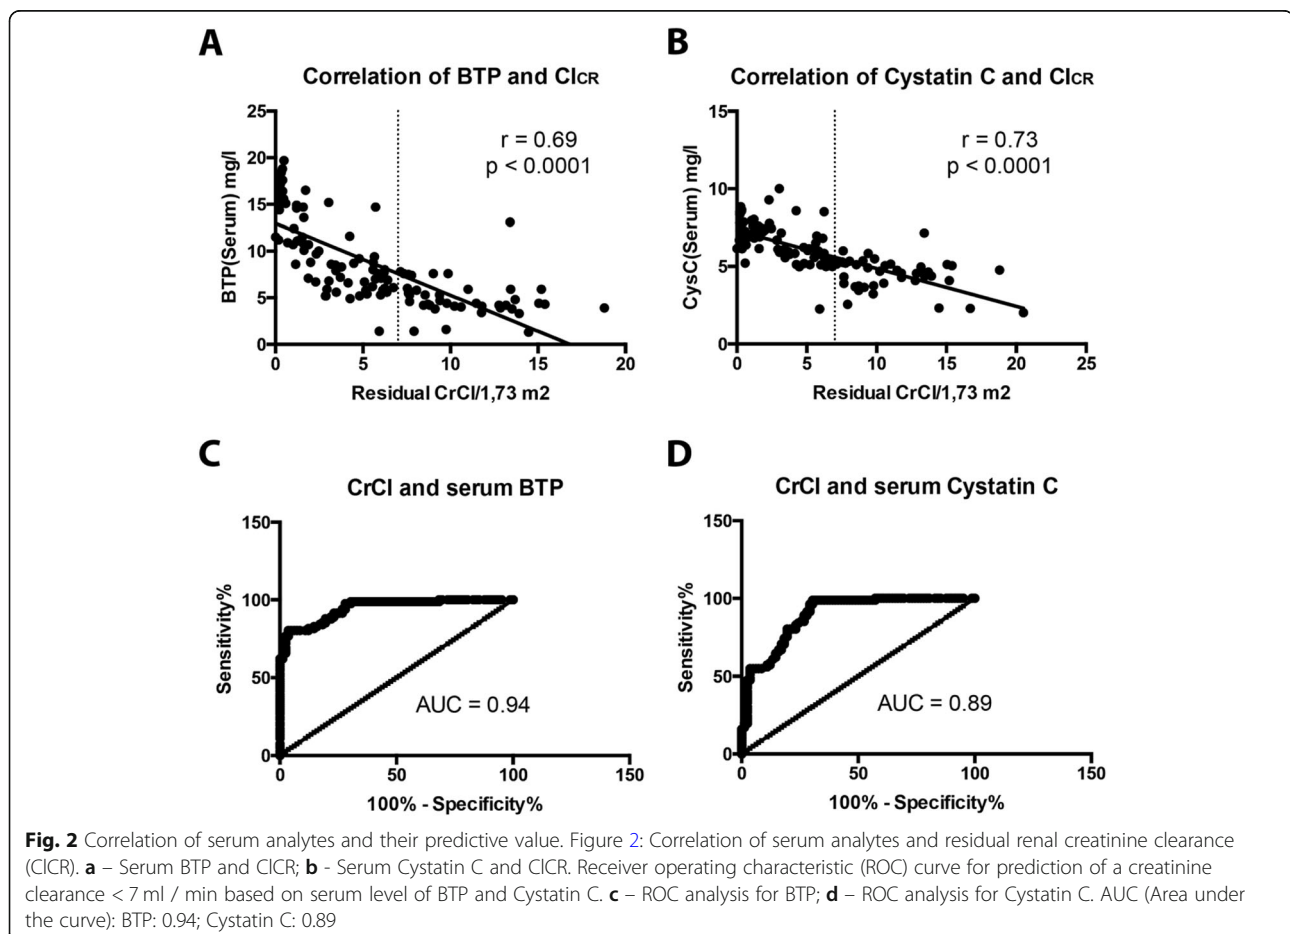 A
Correlation of BTP and ClCR
r = 0.69
p < 0.0001
BTP(Serum) mg/l
25
20
15
10
5
0
0 5 10 15 20
Residual CrCl/1,73 m2
B
Correlation of Cystatin C and ClCR
r = 0.73
p < 0.0001
CysC(Serum) mg/l
15
10
5
0
0 5 10 15 20 25
Residual CrCl/1,73 m2
C
CrCl and serum BTP
Sensitivity%
150
100
50
0
AUC = 0.94
0 50 100 150
100% - Specificity%
D
CrCl and serum Cystatin C
Sensitivity%
150
100
50
0
AUC = 0.89
0 50 100 150
100% - Specificity%
Fig. 2 Correlation of serum analytes and their predictive value. Figure 2: Correlation of serum analytes and residual renal creatinine clearance
(ClCR). a – Serum BTP and ClCR; b - Serum Cystatin C and ClCR. Receiver operating characteristic (ROC) curve for prediction of a creatinine
clearance < 7 ml / min based on serum level of BTP and Cystatin C. c – ROC analysis for BTP; d – ROC analysis for Cystatin C. AUC (Area under
the curve): BTP: 0.94; Cystatin C: 0.89